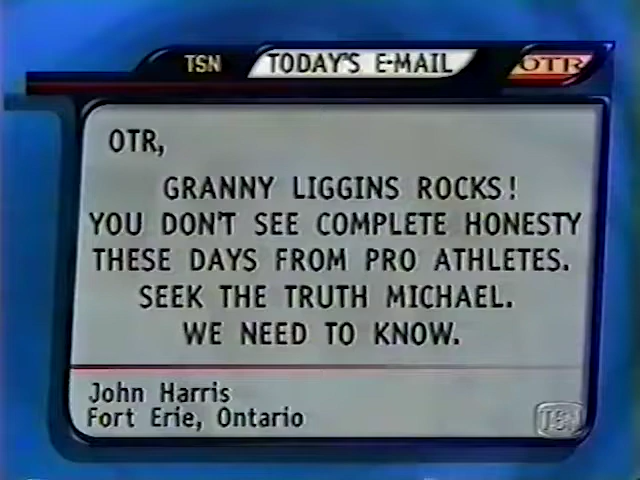 TSN TODAY'S E-MAIL OTR
OTR,
GRANNY LIGGINS ROCKS!
YOU DON'T SEE COMPLETE HONESTY
THESE DAYS FROM PRO ATHLETES.
SEEK THE TRUTH MICHAEL.
WE NEED TO KNOW.
John Harris
Fort Erie, Ontario
TSN